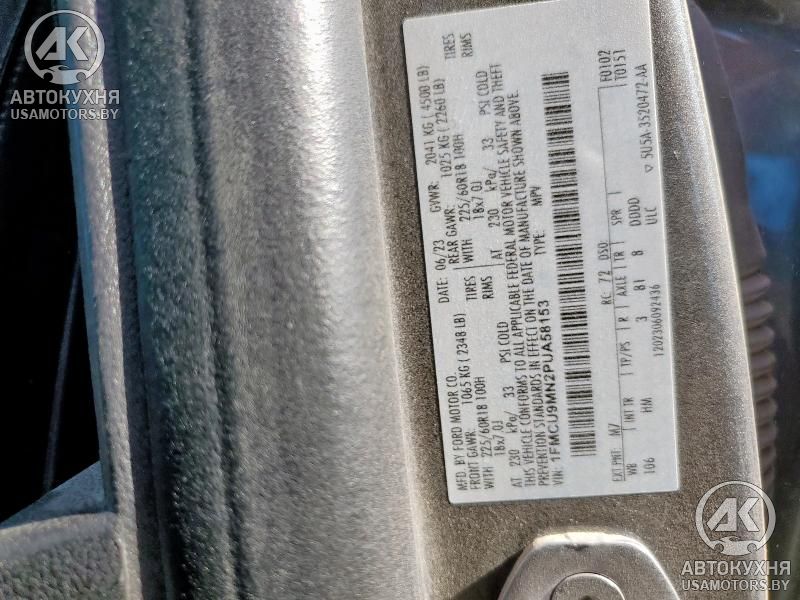 MFD. BY FORD MOTOR CO.
DATE: 06/23 GVWR: 2041 KG ( 4500 LB)
FRONT GAWR: 1065 KG ( 2348 LB) REAR GAWR: 1025 KG ( 2260 LB)
WITH 225/60R18 100H TIRES WITH 225/60R18 100H TIRES
18x7.0J RIMS 18x7.0J RIMS
AT 230 kPa/ 33 PSI COLD AT 230 kPa/ 33 PSI COLD
THIS VEHICLE CONFORMS TO ALL APPLICABLE FEDERAL MOTOR VEHICLE SAFETY AND THEFT
PREVENTION STANDARDS IN EFFECT ON THE DATE OF MANUFACTURE SHOWN ABOVE.
VIN: 1FMCU9MN2PUA58153 TYPE: MPV
F0102
T0151
EXT PNT: M7 RC: 72 DSO:
WB INT TR TP/PS R AXLE TR SPR
106 HM 3 81 8 DDDD
ULC
1202306092436
5U5A-3520472-AA
AK
АВТОКУХНЯ
USAMOTORS.BY
AK
АВТОКУХНЯ
USAMOTORS.BY